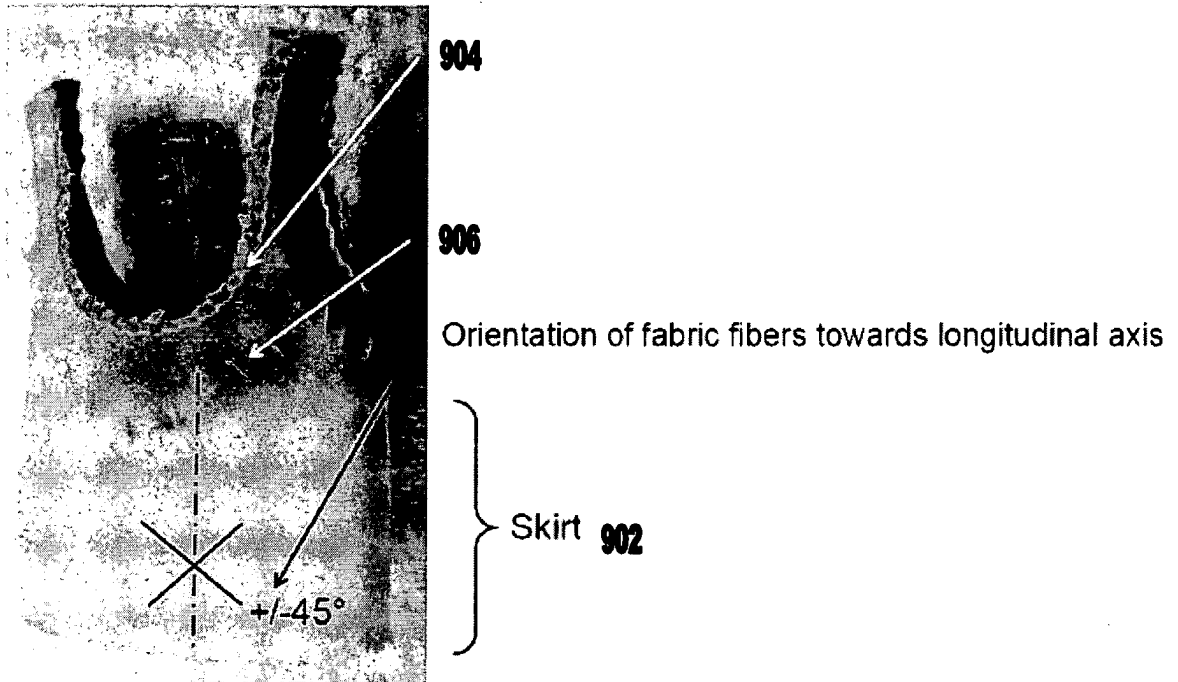 904
906
Orientation of fabric fibers towards longitudinal axis
Skirt 902
+/-45°